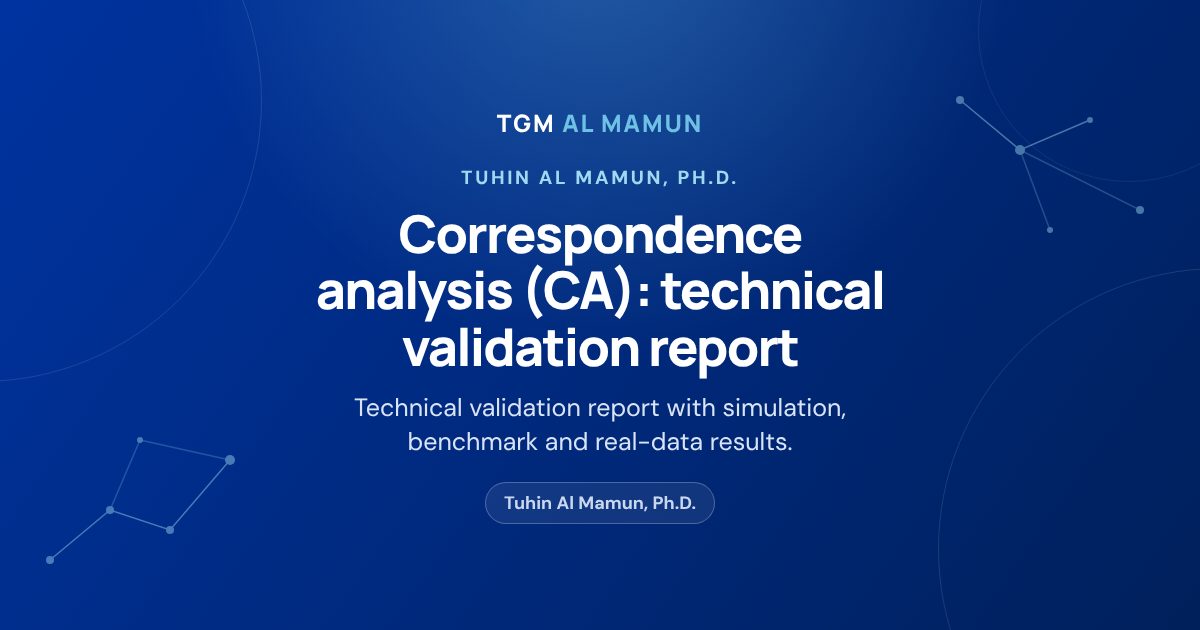 TGM AL MAMUN
TUHIN AL MAMUN, PH.D.
Correspondence
analysis (CA): technical
validation report
Technical validation report with simulation,
benchmark and real-data results.
Tuhin Al Mamun, Ph.D.